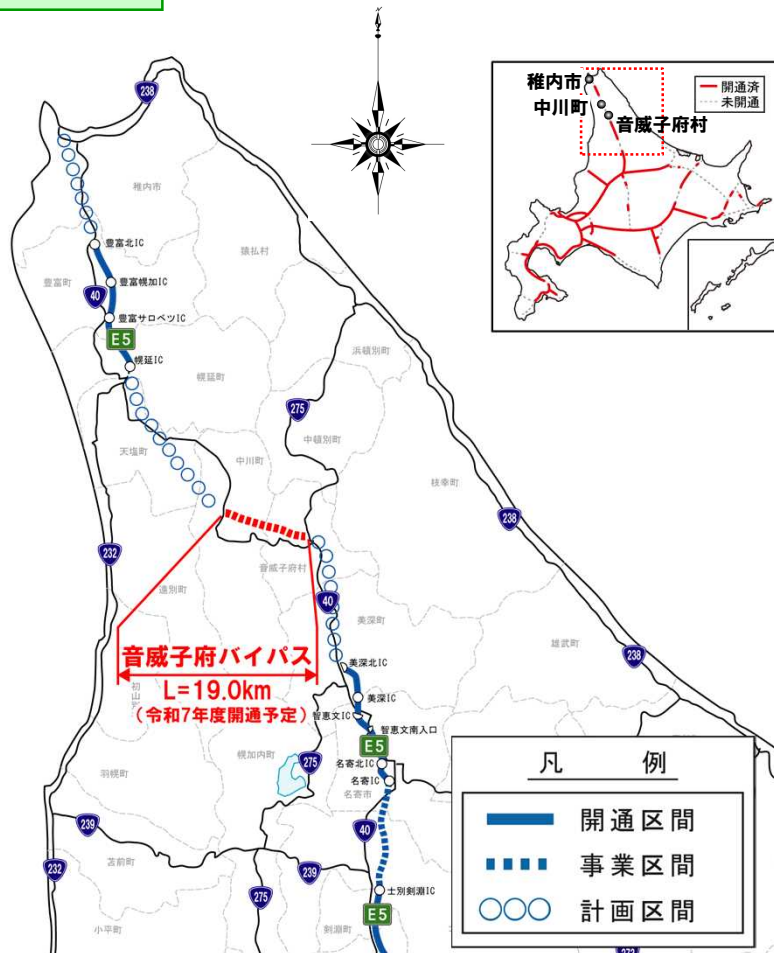 238
稚内市
中川町
音威子府村
開通済
未開通
稚内市
豊富北IC
猿払村
豊富町
豊富幌加IC
40
豊富サロベツIC
E5
幌延IC
浜頓別町
幌延町
275
中頓別町
天塩町
中川町
枝幸町
238
232
音威子府村
遠別町
40
美深町
雄武町
238
音威子府バイパス
L=19.0km
(令和7年度開通予定)
美深北IC
美深IC
智恵文IC
智恵文南入口
E5
幌加内町
275
名寄北IC
名寄IC
名寄市
羽幌町
239
40
苫前町
232
239
275
士別剣淵IC
E5
小平町
剣淵町
凡 例
開通区間
事業区間
計画区間